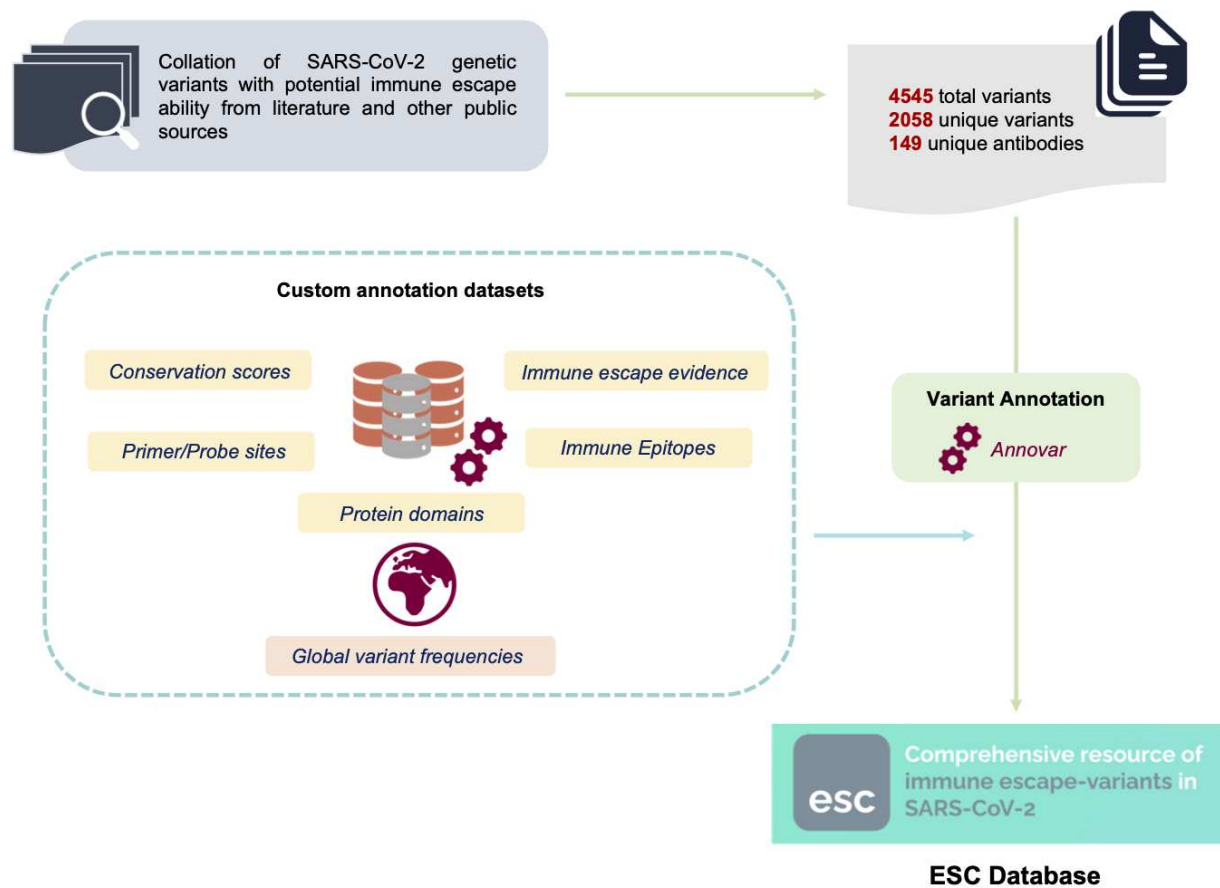 Collation of SARS-CoV-2 genetic
variants with potential immune escape
ability from literature and other public
sources
4545 total variants
2058 unique variants
149 unique antibodies
Custom annotation datasets
Conservation scores
Immune escape evidence
Primer/Probe sites
Immune Epitopes
Protein domains
Global variant frequencies
Variant Annotation
Annovar
esc
Comprehensive resource of
immune escape-variants in
SARS-CoV-2
ESC Database